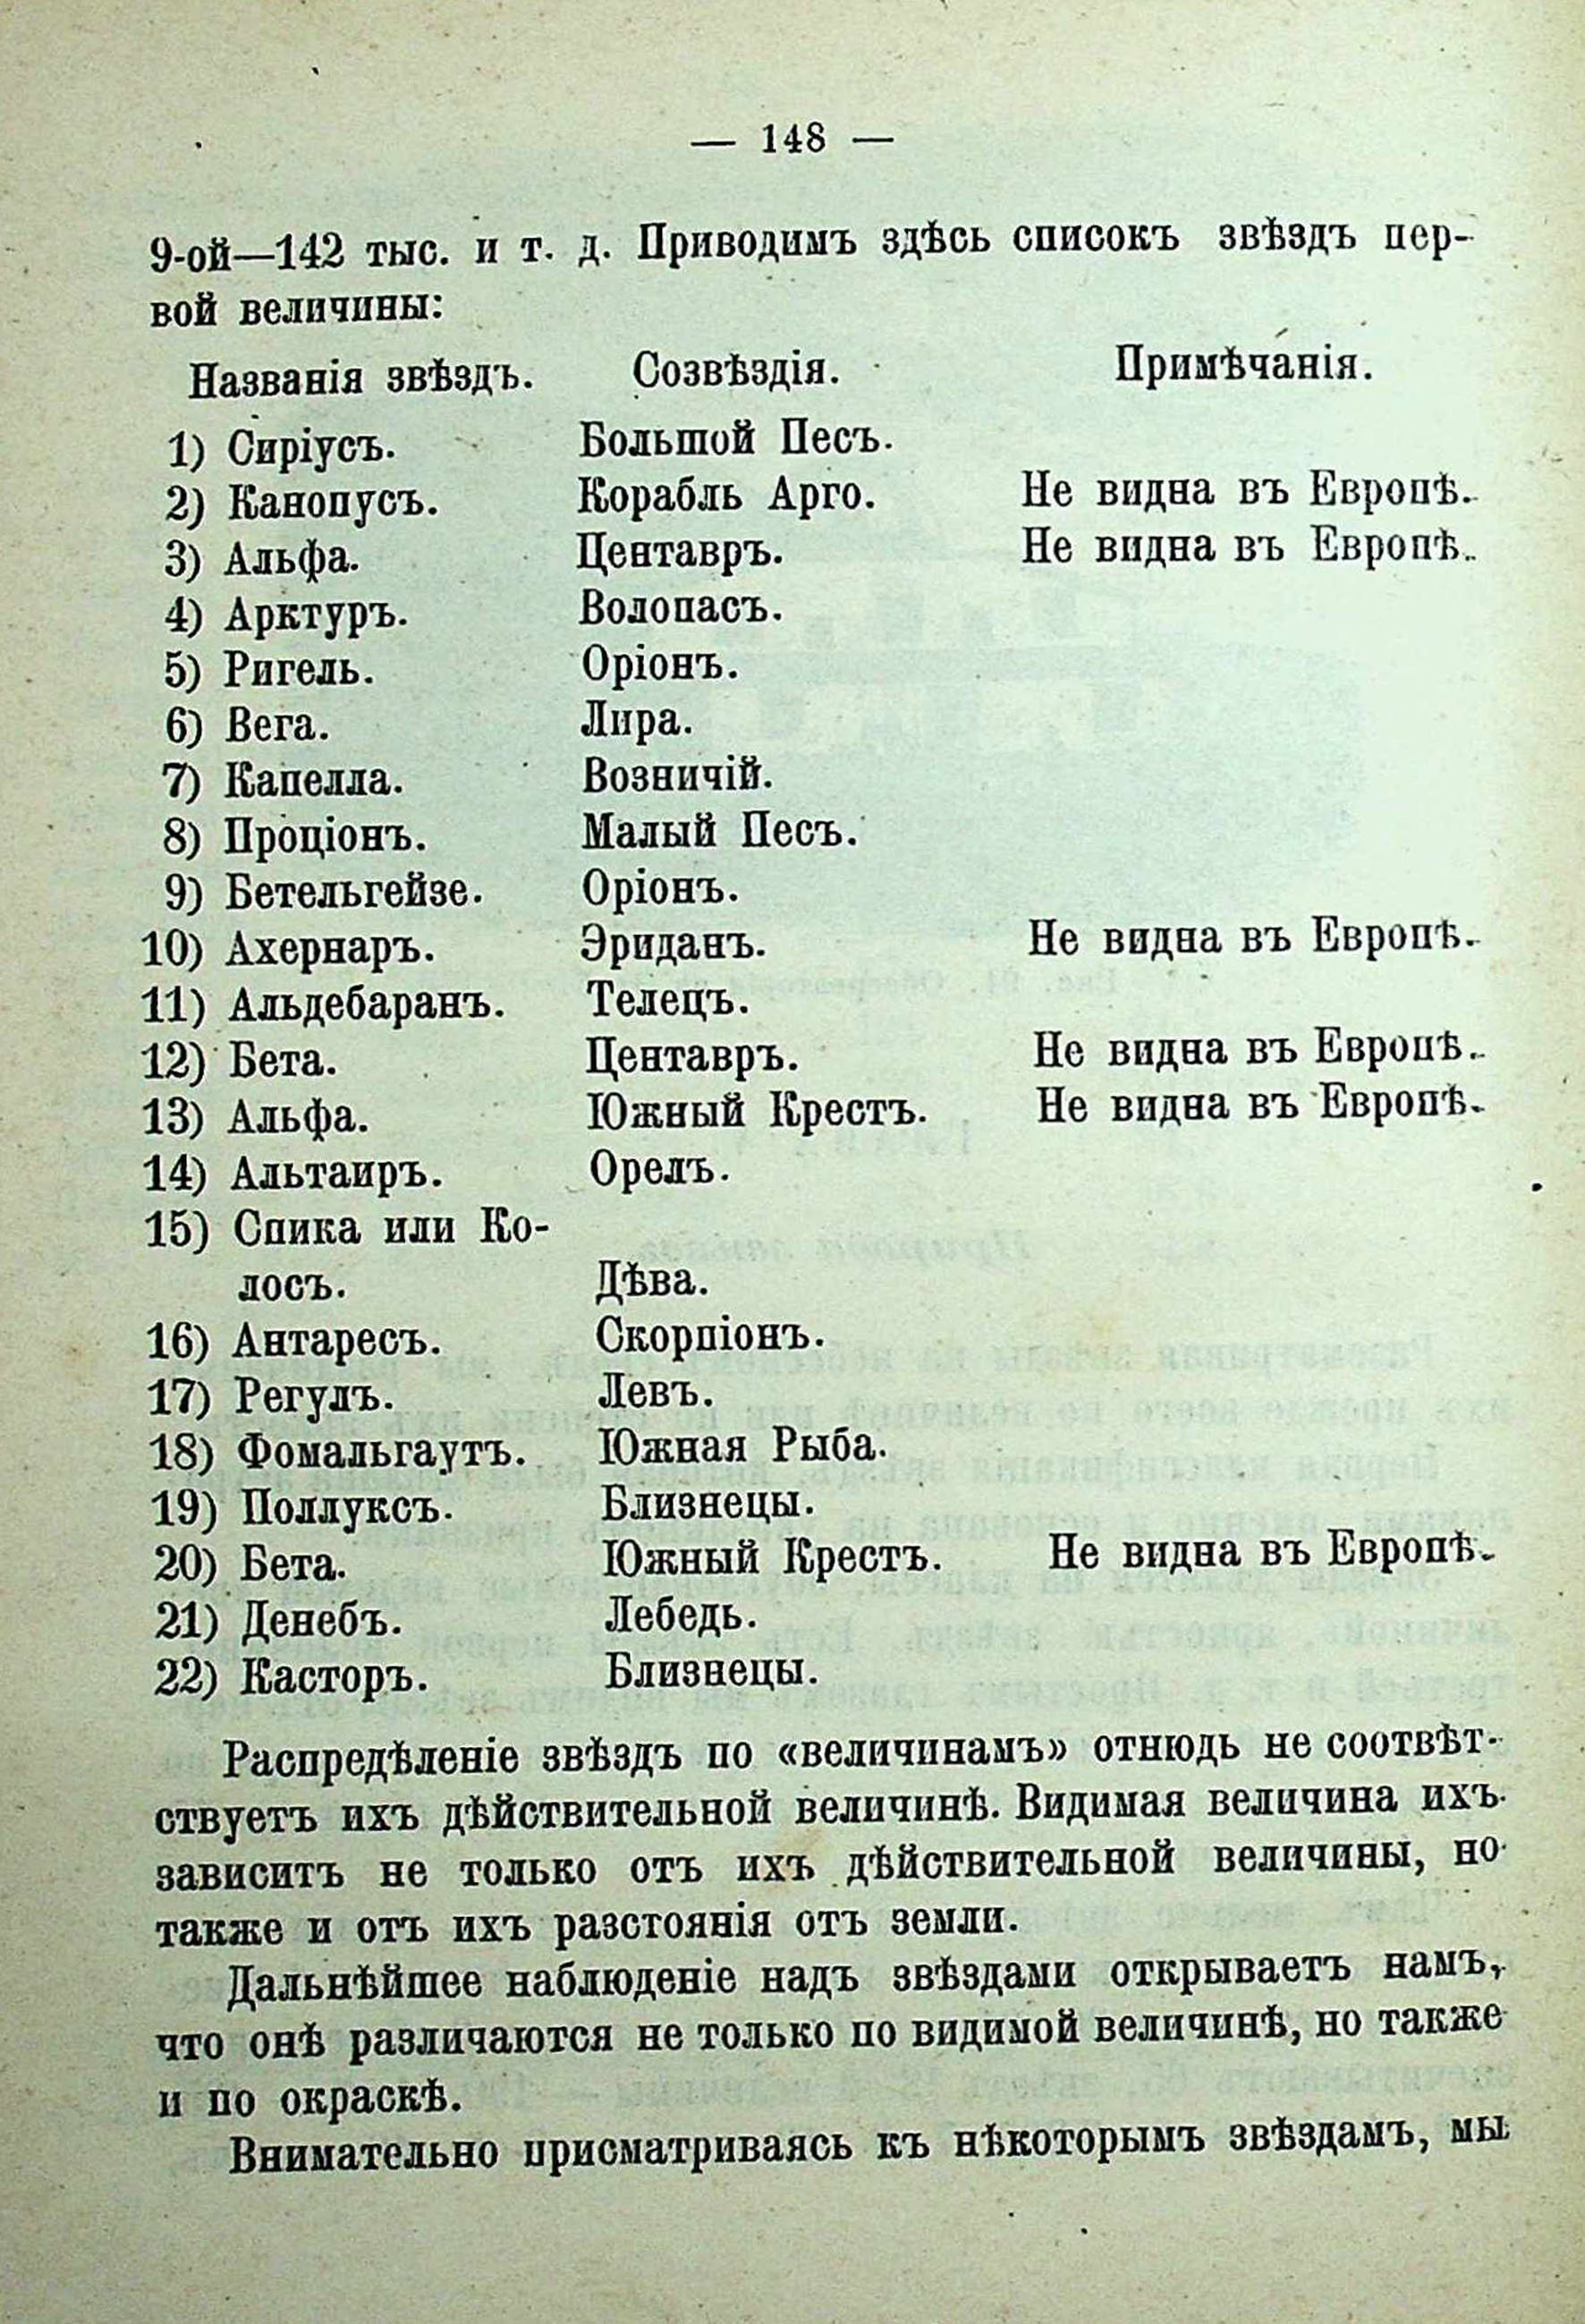 — 148 —
9-ой—142 тыс. и т. д. Приводимъ здѣсь списокъ звѣздъ пер-
вой величины:
Названія звѣздъ. Созвѣздія. Примѣчанія.
1) Сиріусъ. Большой Песъ.
2) Канопусъ. Корабль Арго. Не видна въ Европѣ.
3) Альфа. Центавръ. Не видна въ Европѣ.
4) Арктуръ. Волопасъ.
5) Ригель. Оріонъ.
6) Вега. Лира.
7) Капелла. Возничій.
8) Проціонъ. Малый Песъ.
9) Бетельгейзе. Оріонъ.
10) Ахернаръ. Эриданъ. Не видна въ Европѣ.
11) Альдебаранъ. Телецъ.
12) Бета. Центавръ. Не видна въ Европѣ.
13) Альфа. Южный Крестъ. Не видна въ Европѣ.
14) Альтаиръ. Орелъ.
15) Спика или Ко-
лосъ. Дѣва.
16) Антаресъ. Скорпіонъ.
17) Регулъ. Левъ.
18) Фомальгаутъ. Южная Рыба.
19) Поллуксъ. Близнецы.
20) Бета. Южный Крестъ. Не видна въ Европѣ.
21) Денебъ. Лебедь.
22) Касторъ. Близнецы.
Распредѣленіе звѣздъ по «величинамъ» отнюдь не соотвѣт-
ствуетъ ихъ дѣйствительной величинѣ. Видимая величина ихъ
зависитъ не только отъ ихъ дѣйствительной величины, но
также и отъ ихъ разстоянія отъ земли.
Дальнѣйшее наблюденіе надъ звѣздами открываетъ намъ,
что онѣ различаются не только по видимой величинѣ, но также
и по окраскѣ.
Внимательно присматриваясь къ нѣкоторымъ звѣздамъ, мы